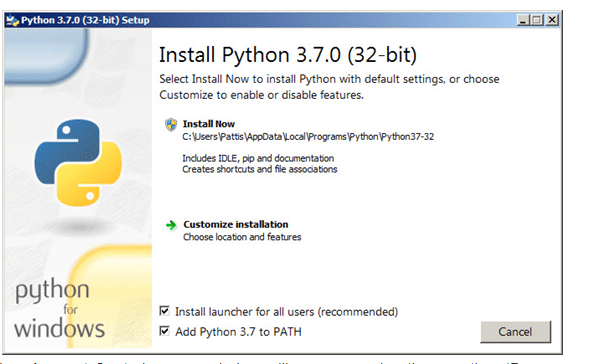 Python 3.7.0 (32-bit) Setup
Install Python 3.7.0 (32-bit)
Select Install Now to install Python with default settings, or choose
Customize to enable or disable features.
Install Now
C:\Users\Pattis\AppData\Local\Programs\Python\Python37-32
Includes IDLE, pip and documentation
Creates shortcuts and file associations
Customize installation
Choose location and features
python
for
windows
Install launcher for all users (recommended)
Add Python 3.7 to PATH
Cancel